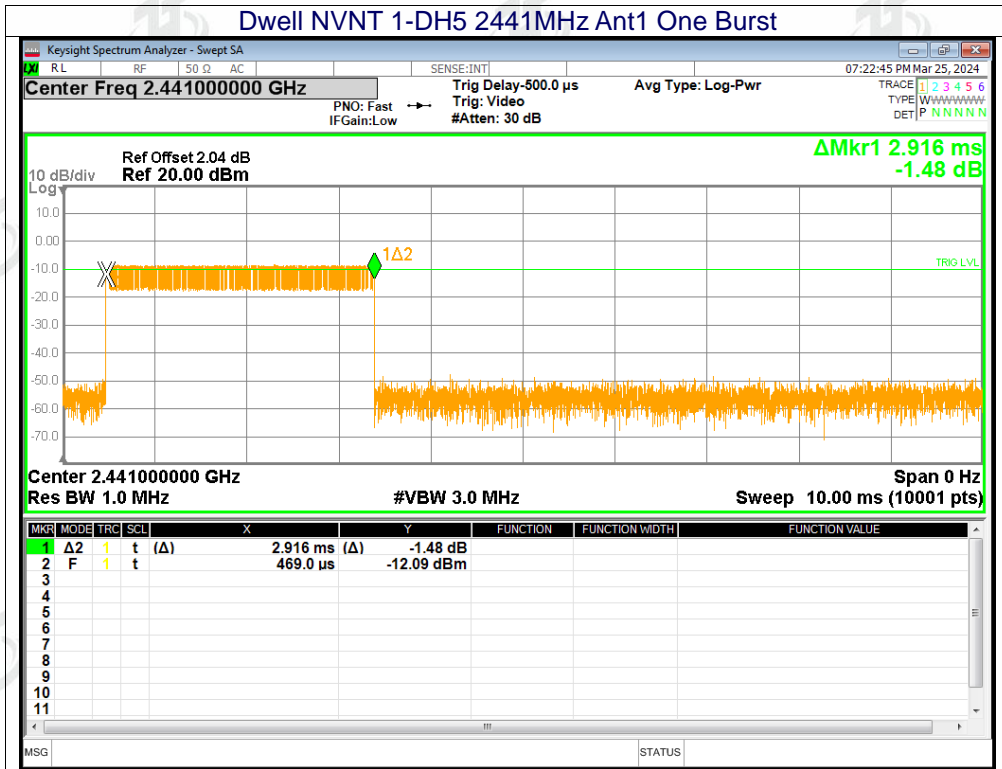 Dwell NVNT 1-DH5 2441MHz Ant1 One Burst
Keysight Spectrum Analyzer - Swept SA
LXI RL RF 50 Ω AC SENSE:INT 07:22:45 PM Mar 25, 2024
Center Freq 2.441000000 GHz Trig Delay-500.0 µs Avg Type: Log-Pwr TRACE 1 2 3 4 5 6
PNO: Fast Trig: Video TYPE WWWWWWW
IFGain:Low #Atten: 30 dB DET P N N N N N
ΔMkr1 2.916 ms
-1.48 dB
Ref Offset 2.04 dB
10 dB/div Ref 20.00 dBm
Log
10.0
0.00
-10.0
-20.0
-30.0
-40.0
-50.0
-60.0
-70.0
1Δ2
TRIG LVL
Center 2.441000000 GHz Span 0 Hz
Res BW 1.0 MHz #VBW 3.0 MHz Sweep 10.00 ms (10001 pts)
MKR MODE TRC SCL X Y FUNCTION FUNCTION WIDTH FUNCTION VALUE
1 Δ2 1 t (Δ) 2.916 ms (Δ) -1.48 dB
2 F 1 t 469.0 µs -12.09 dBm
3
4
5
6
7
8
9
10
11
MSG STATUS